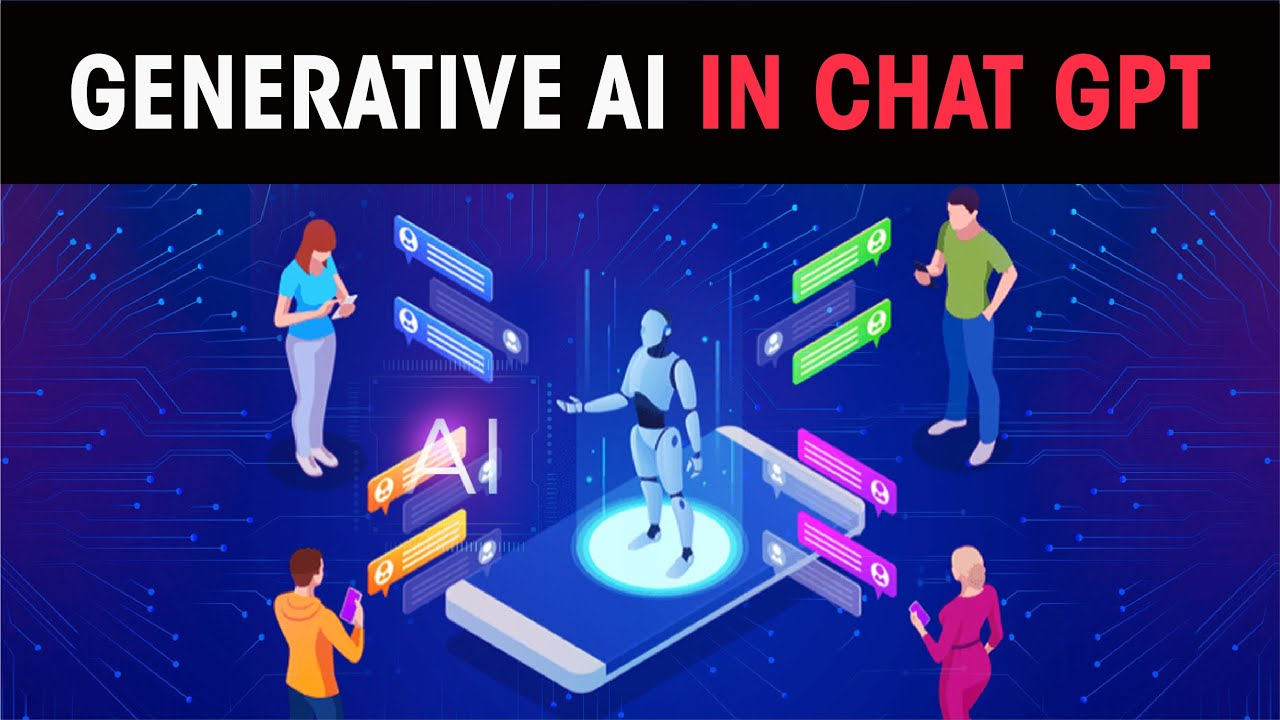 GENERATIVE AI IN CHAT GPT
AI